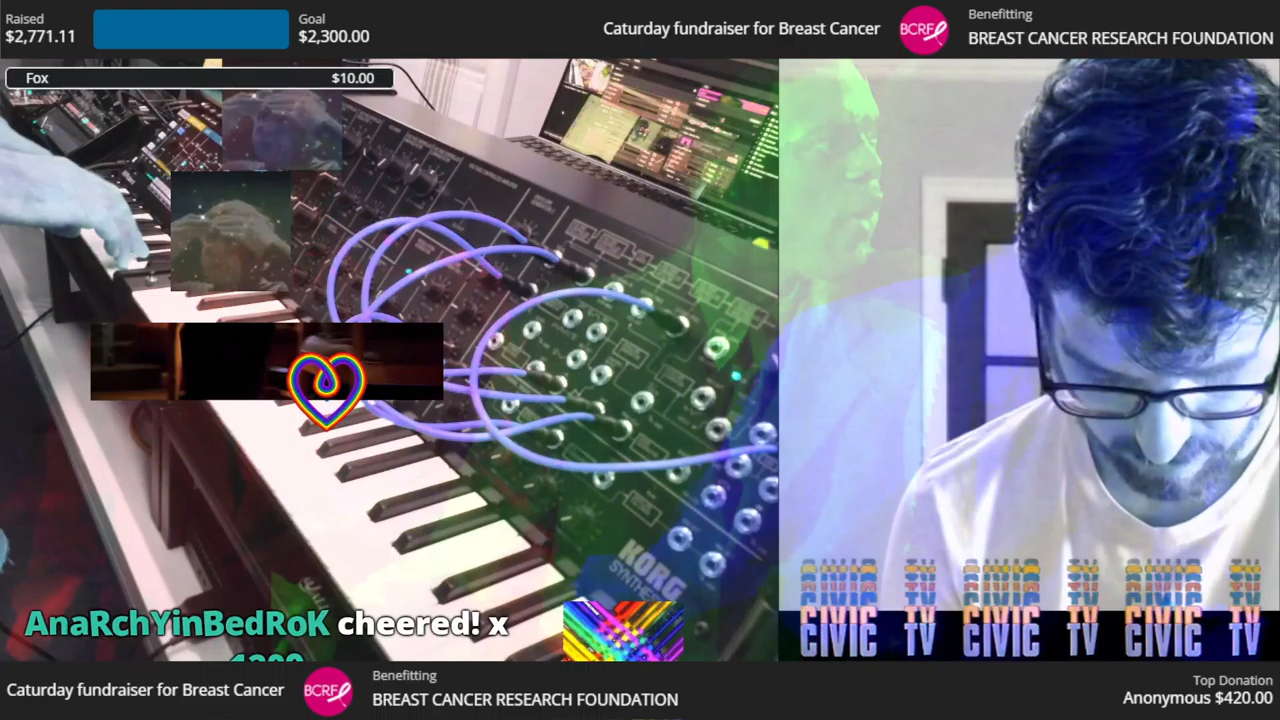 Raised
$2,771.11
Goal
$2,300.00
Caturday fundraiser for Breast Cancer
BCRF
Benefitting
BREAST CANCER RESEARCH FOUNDATION
Fox $10.00
KORG
SYNTHES
AnaRchYinBedRoK cheered! x
1200
CIVIC TV CIVIC TV CIVIC TV
Caturday fundraiser for Breast Cancer
BCRF
Benefitting
BREAST CANCER RESEARCH FOUNDATION
Top Donation
Anonymous $420.00